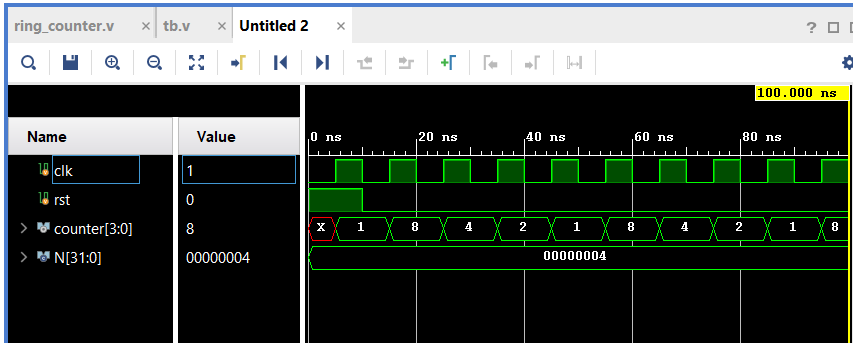 ring_counter.v × tb.v × Untitled 2 × ?
100.000 ns
Name Value 0 ns 20 ns 40 ns 60 ns 80 ns
clk 1
rst 0
counter[3:0] 8 X 1 8 4 2 1 8 4 2 1 8
N[31:0] 00000004 00000004